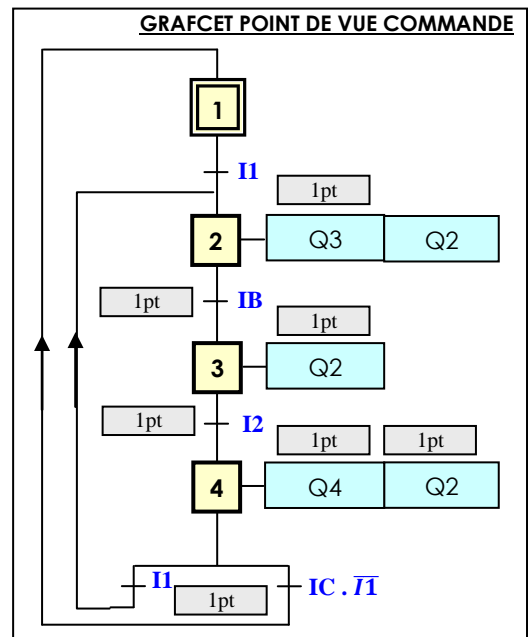 GRAFCET POINT DE VUE COMMANDE
1
I1
1pt
2 Q3 Q2
1pt IB 1pt
3 Q2
1pt I2
1pt 1pt
4 Q4 Q2
I1 1pt IC . I̅1̅